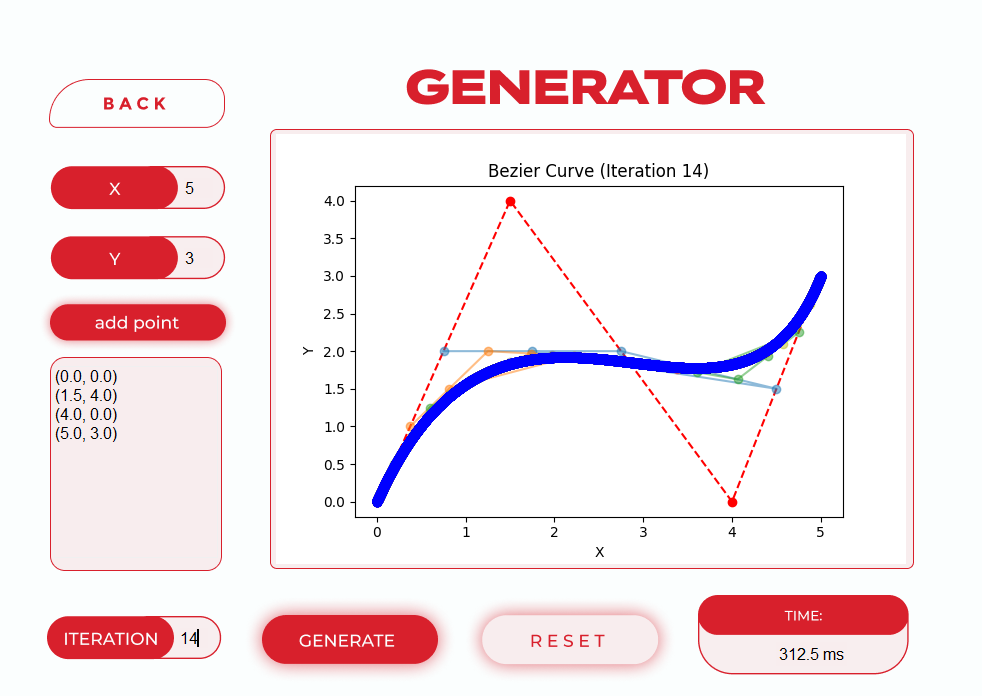 GENERATOR
BACK
X 5
Y 3
add point
(0.0, 0.0)
(1.5, 4.0)
(4.0, 0.0)
(5.0, 3.0)
Bezier Curve (Iteration 14)
4.0
3.5
3.0
2.5
2.0
1.5
1.0
0.5
0.0
Y
0 1 2 3 4 5
X
ITERATION 14
GENERATE
RESET
TIME:
312.5 ms